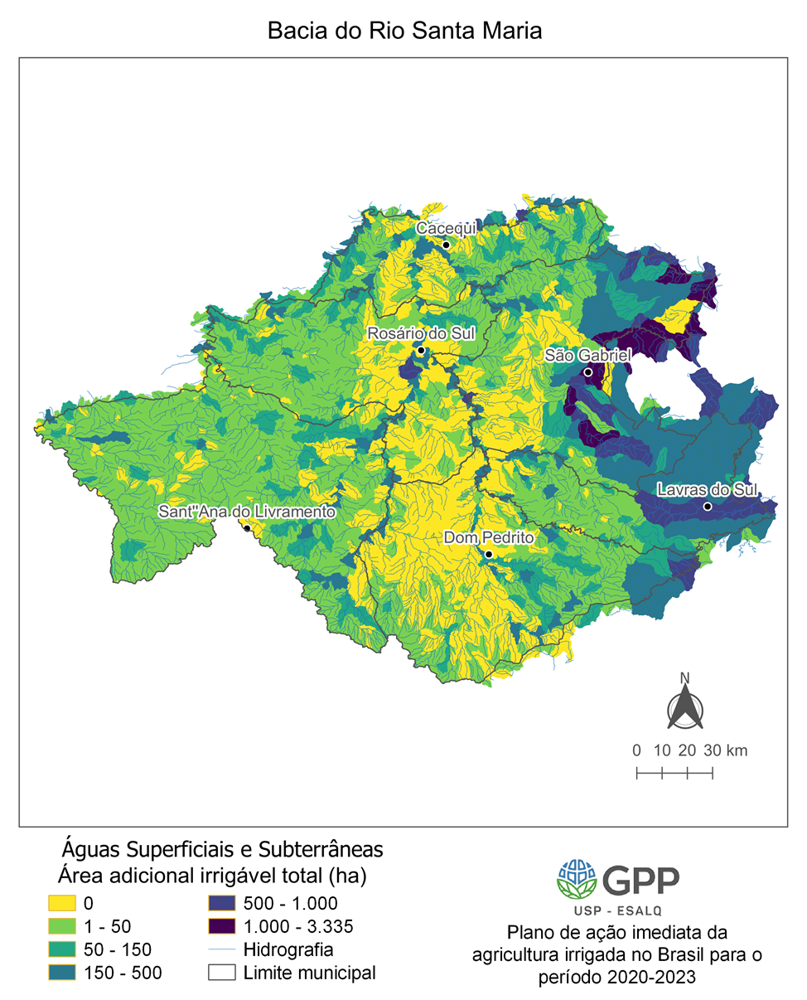 Bacia do Rio Santa Maria
Cacequi
Rosário do Sul
São Gabriel
Lavras do Sul
Sant"Ana do Livramento
Dom Pedrito
N
0 10 20 30 km
Águas Superficiais e Subterrâneas
Área adicional irrigável total (ha)
0
1 - 50
50 - 150
150 - 500
500 - 1.000
1.000 - 3.335
Hidrografia
Limite municipal
GPP
USP - ESALQ
Plano de ação imediata da
agricultura irrigada no Brasil para o
período 2020-2023